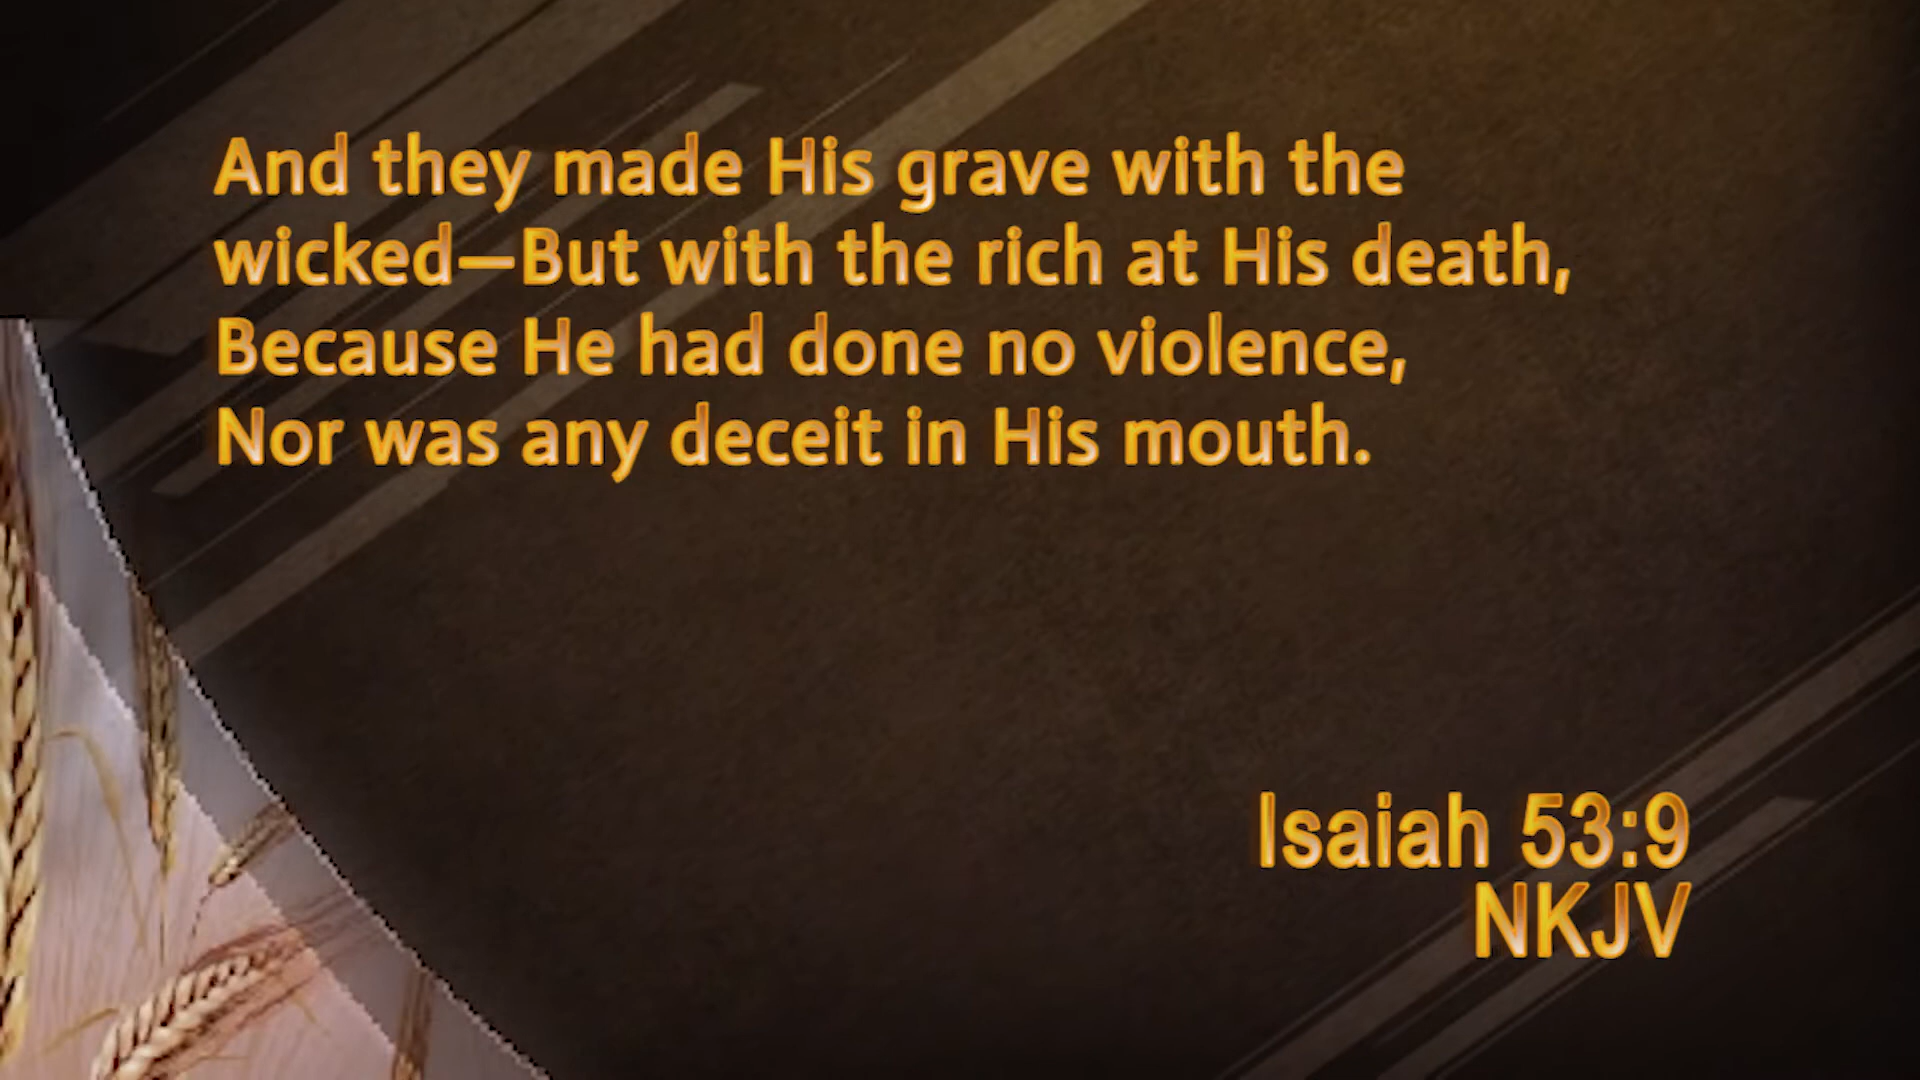 And they made His grave with the
wicked—But with the rich at His death,
Because He had done no violence,
Nor was any deceit in His mouth.
Isaiah 53:9
NKJV